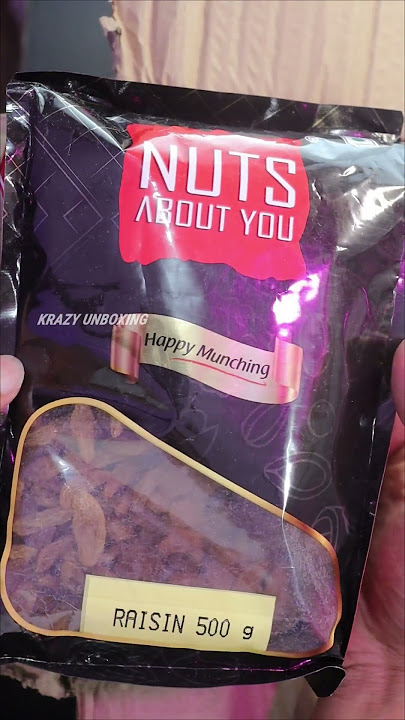 NUTS
ABOUT YOU
KRAZY UNBOXING
Happy Munching
RAISIN 500 g